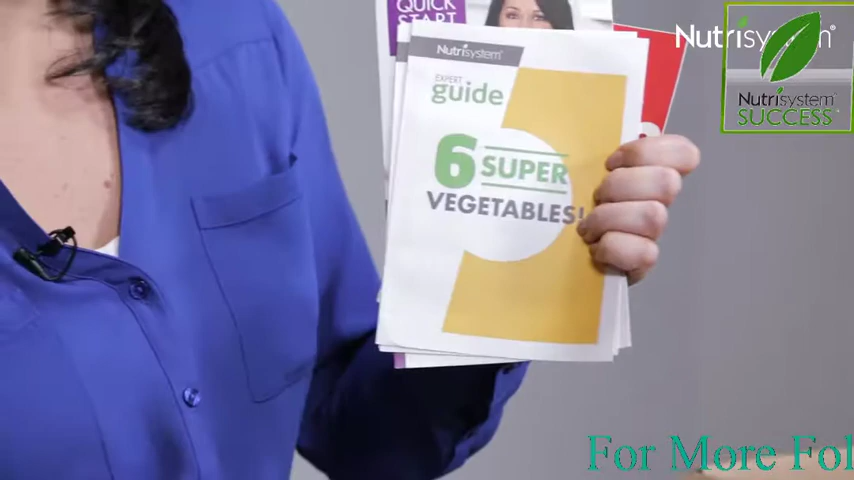 QUICK
START
Nutrisystem®
EXPERT
guide
6 SUPER
VEGETABLES!
Nutrisystem®
Nutrisystem®
SUCCESS®
For More Fol